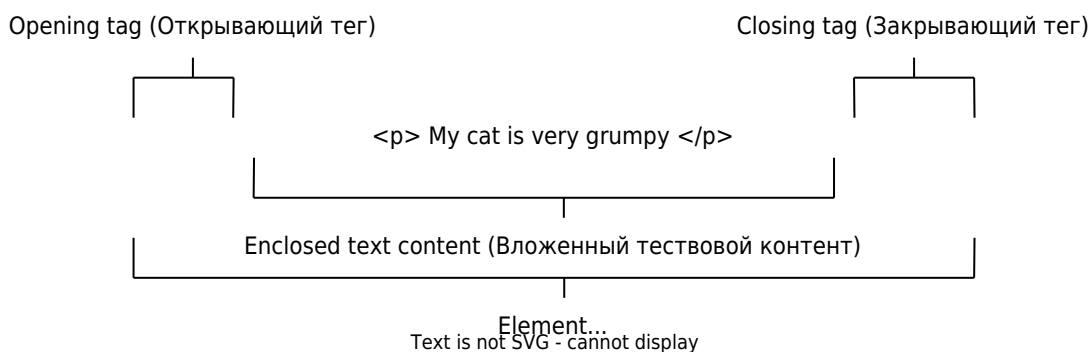 Opening tag (Открывающий тег)
Closing tag (Закрывающий тег)
<p> My cat is very grumpy </p>
Enclosed text content (Вложенный тествовой контент)
Element...
Text is not SVG - cannot display